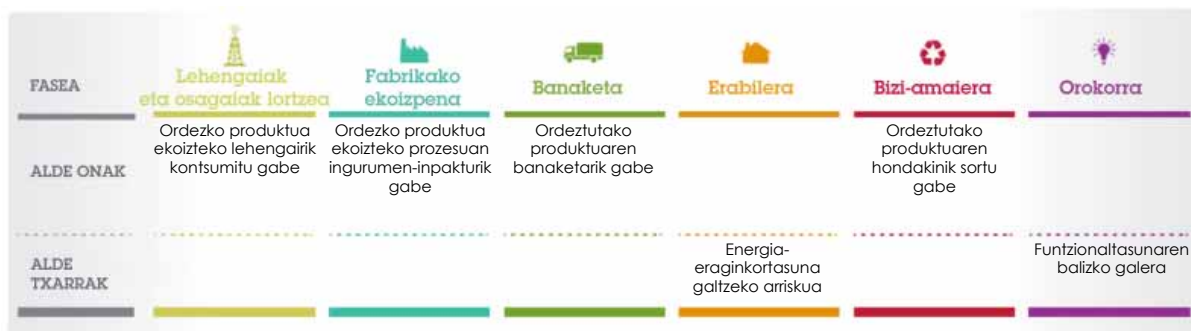 FASEA
Lehengaiak
eta osagaiak lortzea
Fabrikako
ekoizpena
Banaketa
Erabilera
Bizi-amaiera
Orokorra
ALDE ONAK
Ordezko produktua
ekoizteko lehengairik
kontsumitu gabe
Ordezko produktua
ekoizteko prozesuan
ingurumen-inpakturik
gabe
Ordeztutako
produktuaren
banaketarik gabe
Ordeztutako
produktuaren
hondakinik sortu
gabe
ALDE
TXARRAK
Energia-
eraginkortasuna
galtzeko arriskua
Funtzionaltasunaren
balizko galera